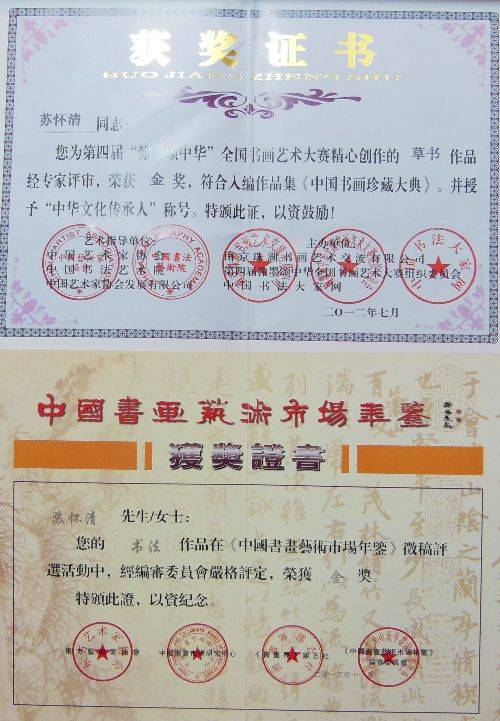 获奖证书
HUO JIANG ZHENG SHU
苏怀清 同志:
您为第四届“翰墨颂中华”全国书画艺术大赛精心创作的 草书 作品
经专家评审,荣获 金 奖,符合入编作品集《中国书画珍藏大典》。并授
予“中华文化传承人”称号。特颁此证,以资鼓励!
艺术指导单位
主办单位
中国艺术家协会
中国书法艺术院
中国艺术家协会发展有限公司
南京珠湖书画艺术交流有限公司
第四届翰墨颂中华全国书画艺术大赛组织委员会
中国书法大家网
中国书法大家网
二〇一二年七月
中國書画藝術市場年鑒
獲獎證書
苏怀清 先生/女士:
您的 书法 作品在《中國書畫藝術市場年鑒》徵稿評
選活動中,經編審委員會嚴格評定,榮獲 金 獎。
特頒此證,以資紀念。